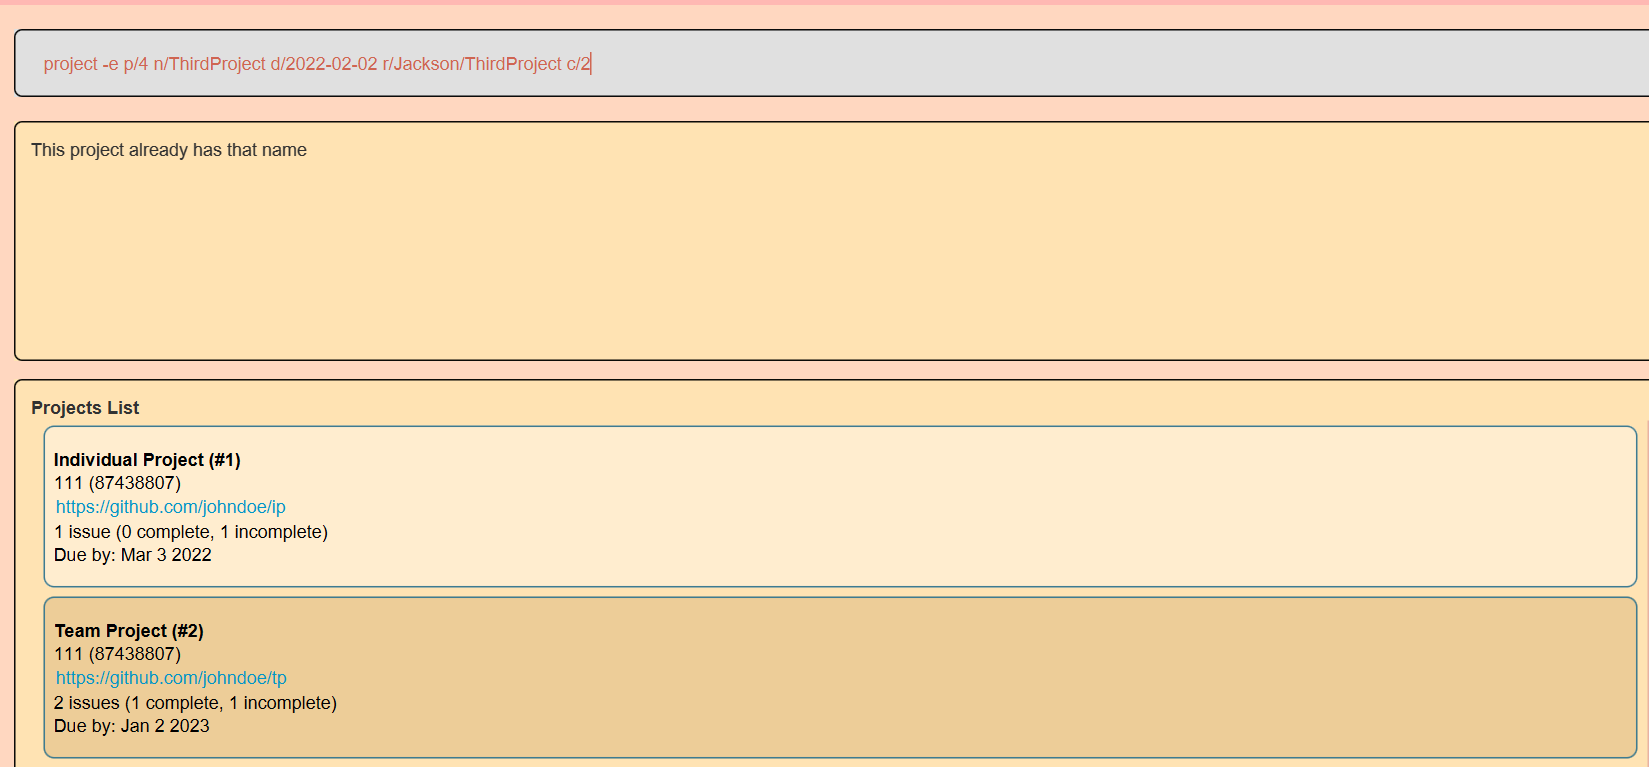 project -e p/4 n/ThirdProject d/2022-02-02 r/Jackson/ThirdProject c/2
This project already has that name
Projects List
Individual Project (#1)
111 (87438807)
https://github.com/johndoe/ip
1 issue (0 complete, 1 incomplete)
Due by: Mar 3 2022
Team Project (#2)
111 (87438807)
https://github.com/johndoe/tp
2 issues (1 complete, 1 incomplete)
Due by: Jan 2 2023